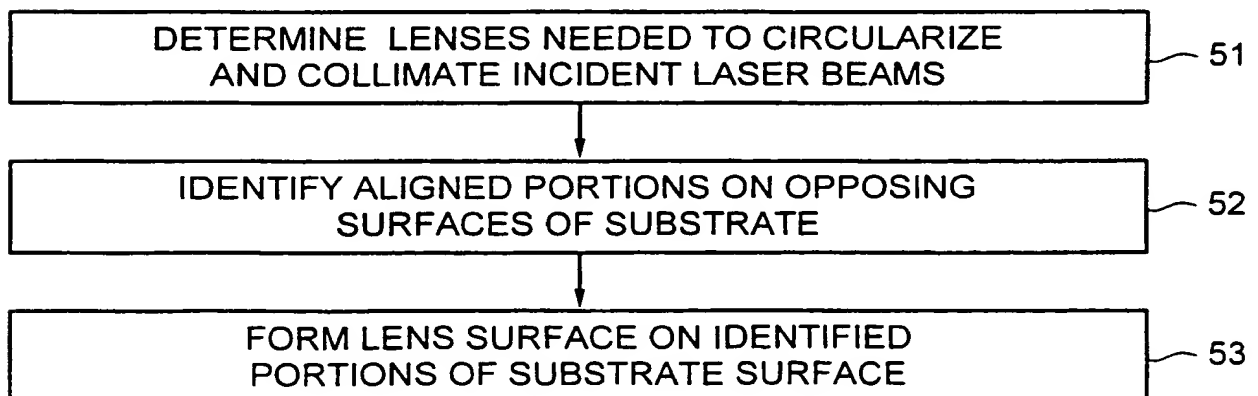 DETERMINE LENSES NEEDED TO CIRCULARIZE
AND COLLIMATE INCIDENT LASER BEAMS
51
IDENTIFY ALIGNED PORTIONS ON OPPOSING
SURFACES OF SUBSTRATE
52
FORM LENS SURFACE ON IDENTIFIED
PORTIONS OF SUBSTRATE SURFACE
53